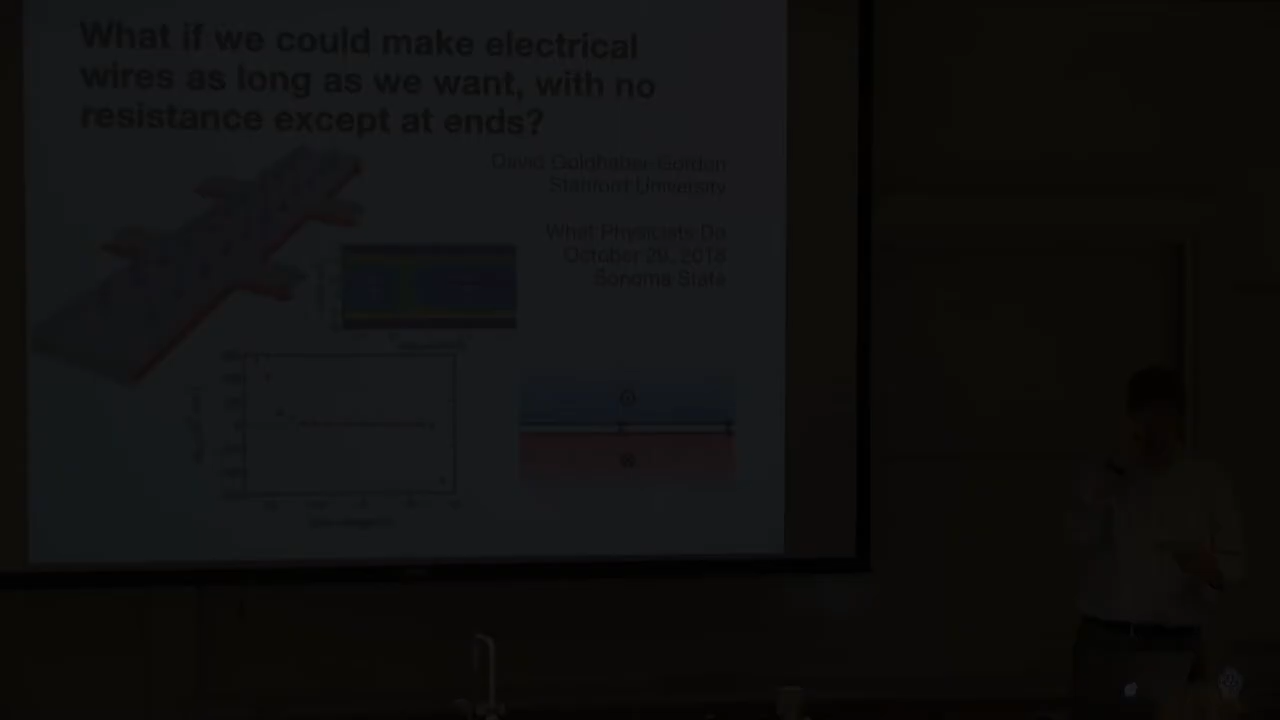 What if we could make electrical
wires as long as we want, with no
resistance except at ends?
David Goldhaber-Gordon
Stanford University
What Physicists Do
October 29, 2018
Sonoma State